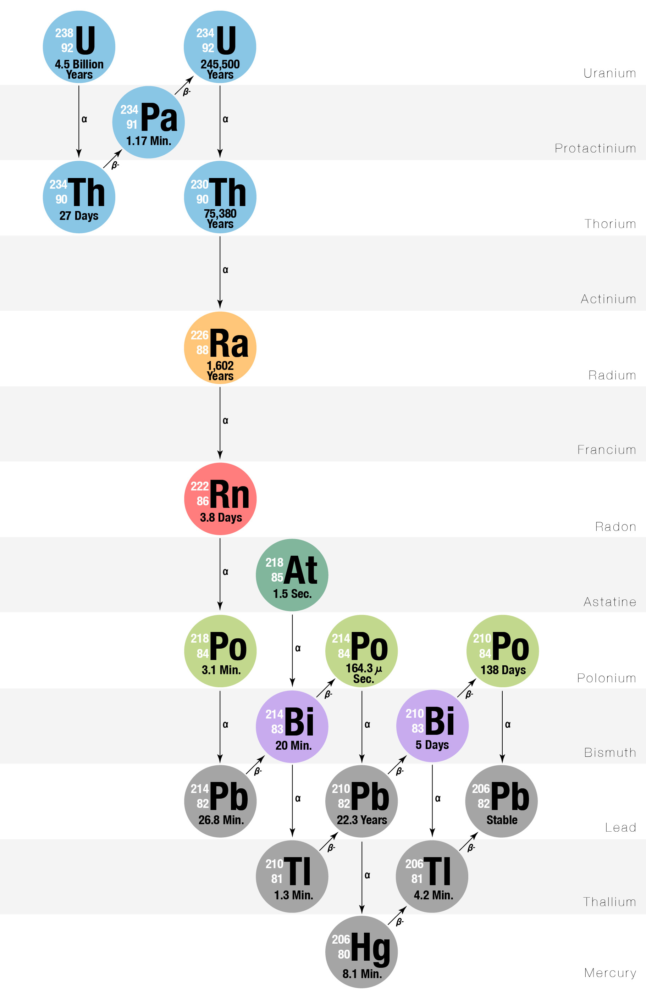 238
92
U
4.5 Billion
Years
234
92
U
245,500
Years
Uranium
β-
α
234
91
Pa
1.17 Min.
α
Protactinium
β-
234
90
Th
27 Days
230
90
Th
75,380
Years
Thorium
α
Actinium
226
88
Ra
1,602
Years
Radium
α
Francium
222
86
Rn
3.8 Days
Radon
α
218
85
At
1.5 Sec.
Astatine
218
84
Po
3.1 Min.
α
214
84
Po
164.3 μ
Sec.
210
84
Po
138 Days
Polonium
β-
β-
α
214
83
Bi
20 Min.
α
210
83
Bi
5 Days
α
Bismuth
β-
β-
214
82
Pb
26.8 Min.
α
210
82
Pb
22.3 Years
α
206
82
Pb
Stable
Lead
β-
β-
210
81
Tl
1.3 Min.
α
206
81
Tl
4.2 Min.
Thallium
β-
206
80
Hg
8.1 Min.
Mercury